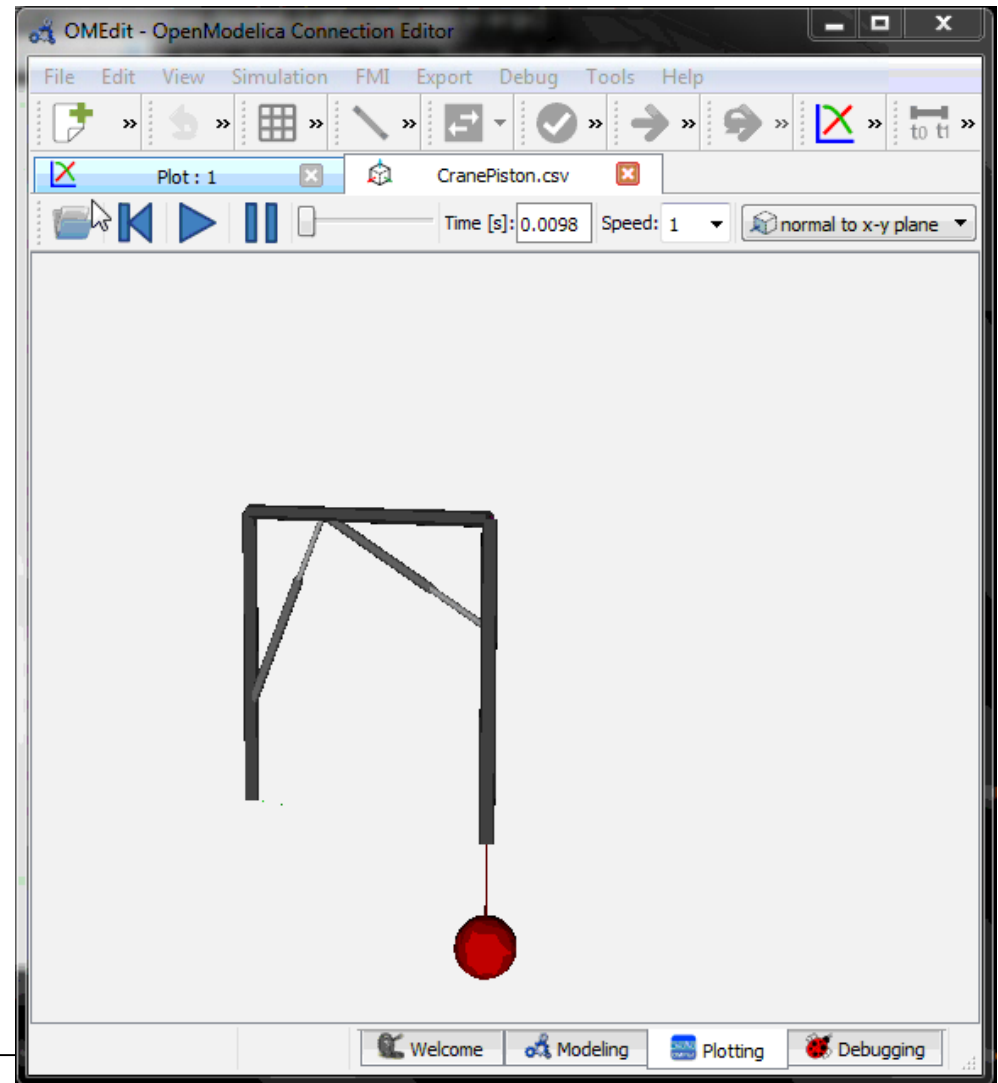 OMEdit - OpenModelica Connection Editor
File Edit View Simulation FMI Export Debug Tools Help
» » » » » » » » to t1 »
Plot : 1 CranePiston.csv
Time [s]: 0.0098 Speed: 1 normal to x-y plane
Welcome Modeling Plotting Debugging